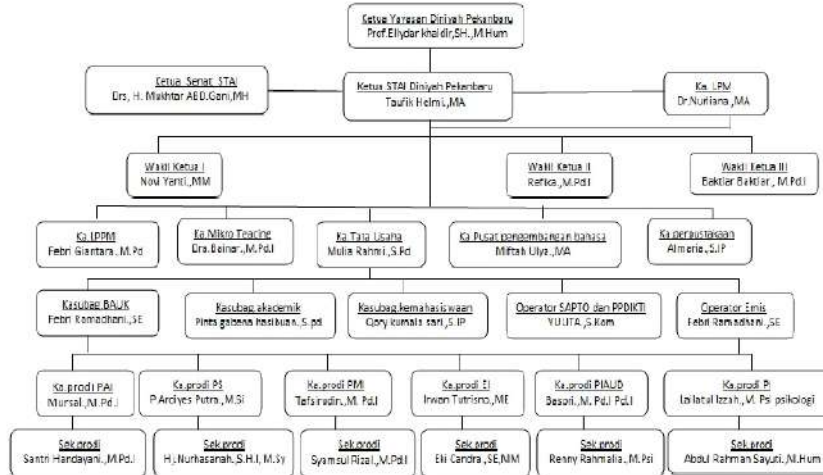 Ketua Yayasan Diniyah Pekanbaru
Prof.Ellydar khaidir,SH.,M.Hum
Ketua Senat STAI
Drs, H. Mukhtar ABD.Gani,MH
Ketua STAI Diniyah Pekanbaru
Taufik Helmi.,MA
Ka. LPM
Dr.Nurliana.,MA
Wakil Ketua I
Novi Yanti.,MM
Wakil Ketua II
Refika., M.Pd.I
Wakil Ketua III
Baktiar Baktiar., M.Pd.I
Ka.LPPM
Febri Giantara., M.Pd
Ka.Mikro Teacing
Dra.Bainar., M.Pd.I
Ka.Tata Usaha
Mulia Rahmi.,S.Pd
Ka Pusat pengembangan bahasa
Miftah Ulya.,MA
Ka perpustakaan
Almeria., S.IP
Kasubag BAUK
Febri Ramadhani.,SE
Kasubag akademik
Pinta gabena hasibuan., S.pd
Kasubag.kemahasiswaan
Qory kumala sari., S.IP
Operator SAPTO dan PPDIKTI
YULITA.,S.Kom
Operator Emis
Febri Ramadhani.,SE
Ka.prodi PAI
Mursal.,M.Pd.I
Ka.prodi PS
P.Ardiyes Putra.,M.Si
Ka.prodi PMI
Tafsirudin., M.Pd.I
Ka.prodi EI
Irwan Tutrisno., ME
Ka.prodi PIAUD
Basori., M. Pd.I Pd.I
Ka.prodi PI
Lailatul Izzah., M. Psi psikologi
Sek.prodi
Santri Handayani.,M.Pd.I
Sek.prodi
Hj.Nurhasanah.,S.H.I, M.Sy
Sek.prodi
Syamsul Rizal., M.Pd.I
Sek.prodi
Eki Candra.,SE,MM
Sek.prodi
Renny Rahmalia., M.Psi
Sek.prodi
Abdul Rahman Sayuti., M.Hum